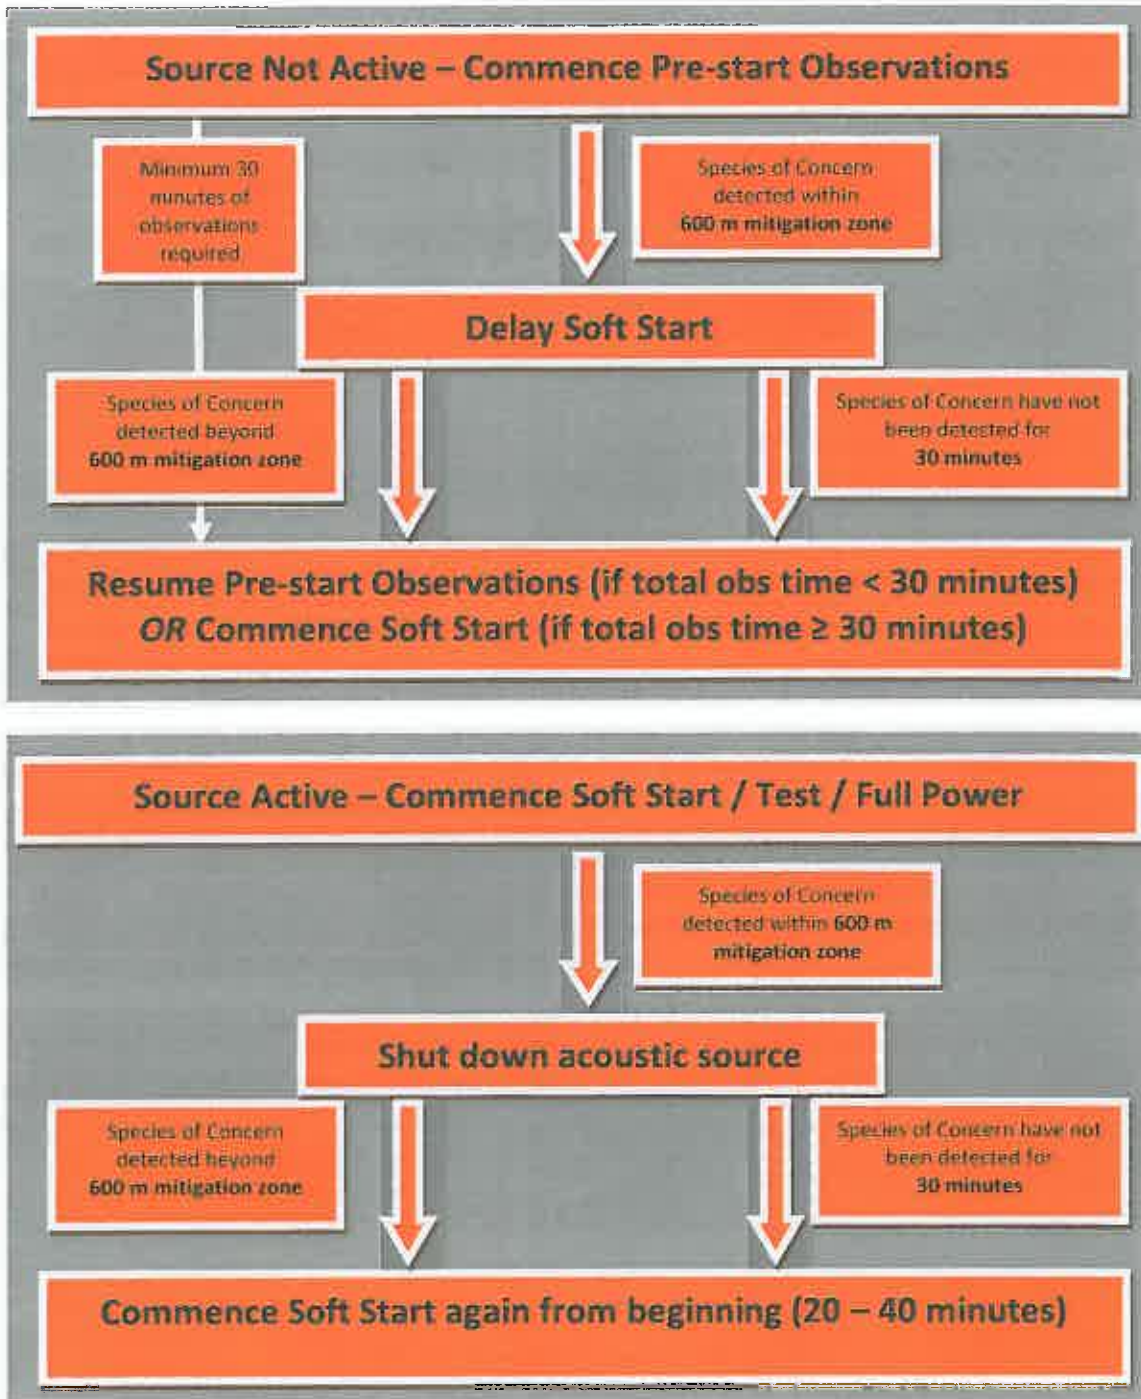 Source Not Active – Commence Pre-start Observations
Minimum 30
minutes of
observations
required
Species of Concern
detected within
600 m mitigation zone
Delay Soft Start
Species of Concern
detected beyond
600 m mitigation zone
Species of Concern have not
been detected for
30 minutes
Resume Pre-start Observations (if total obs time < 30 minutes)
OR Commence Soft Start (if total obs time ≥ 30 minutes)
Source Active – Commence Soft Start / Test / Full Power
Species of Concern
detected within 600 m
mitigation zone
Shut down acoustic source
Species of Concern
detected beyond
600 m mitigation zone
Species of Concern have not
been detected for
30 minutes
Commence Soft Start again from beginning (20 – 40 minutes)